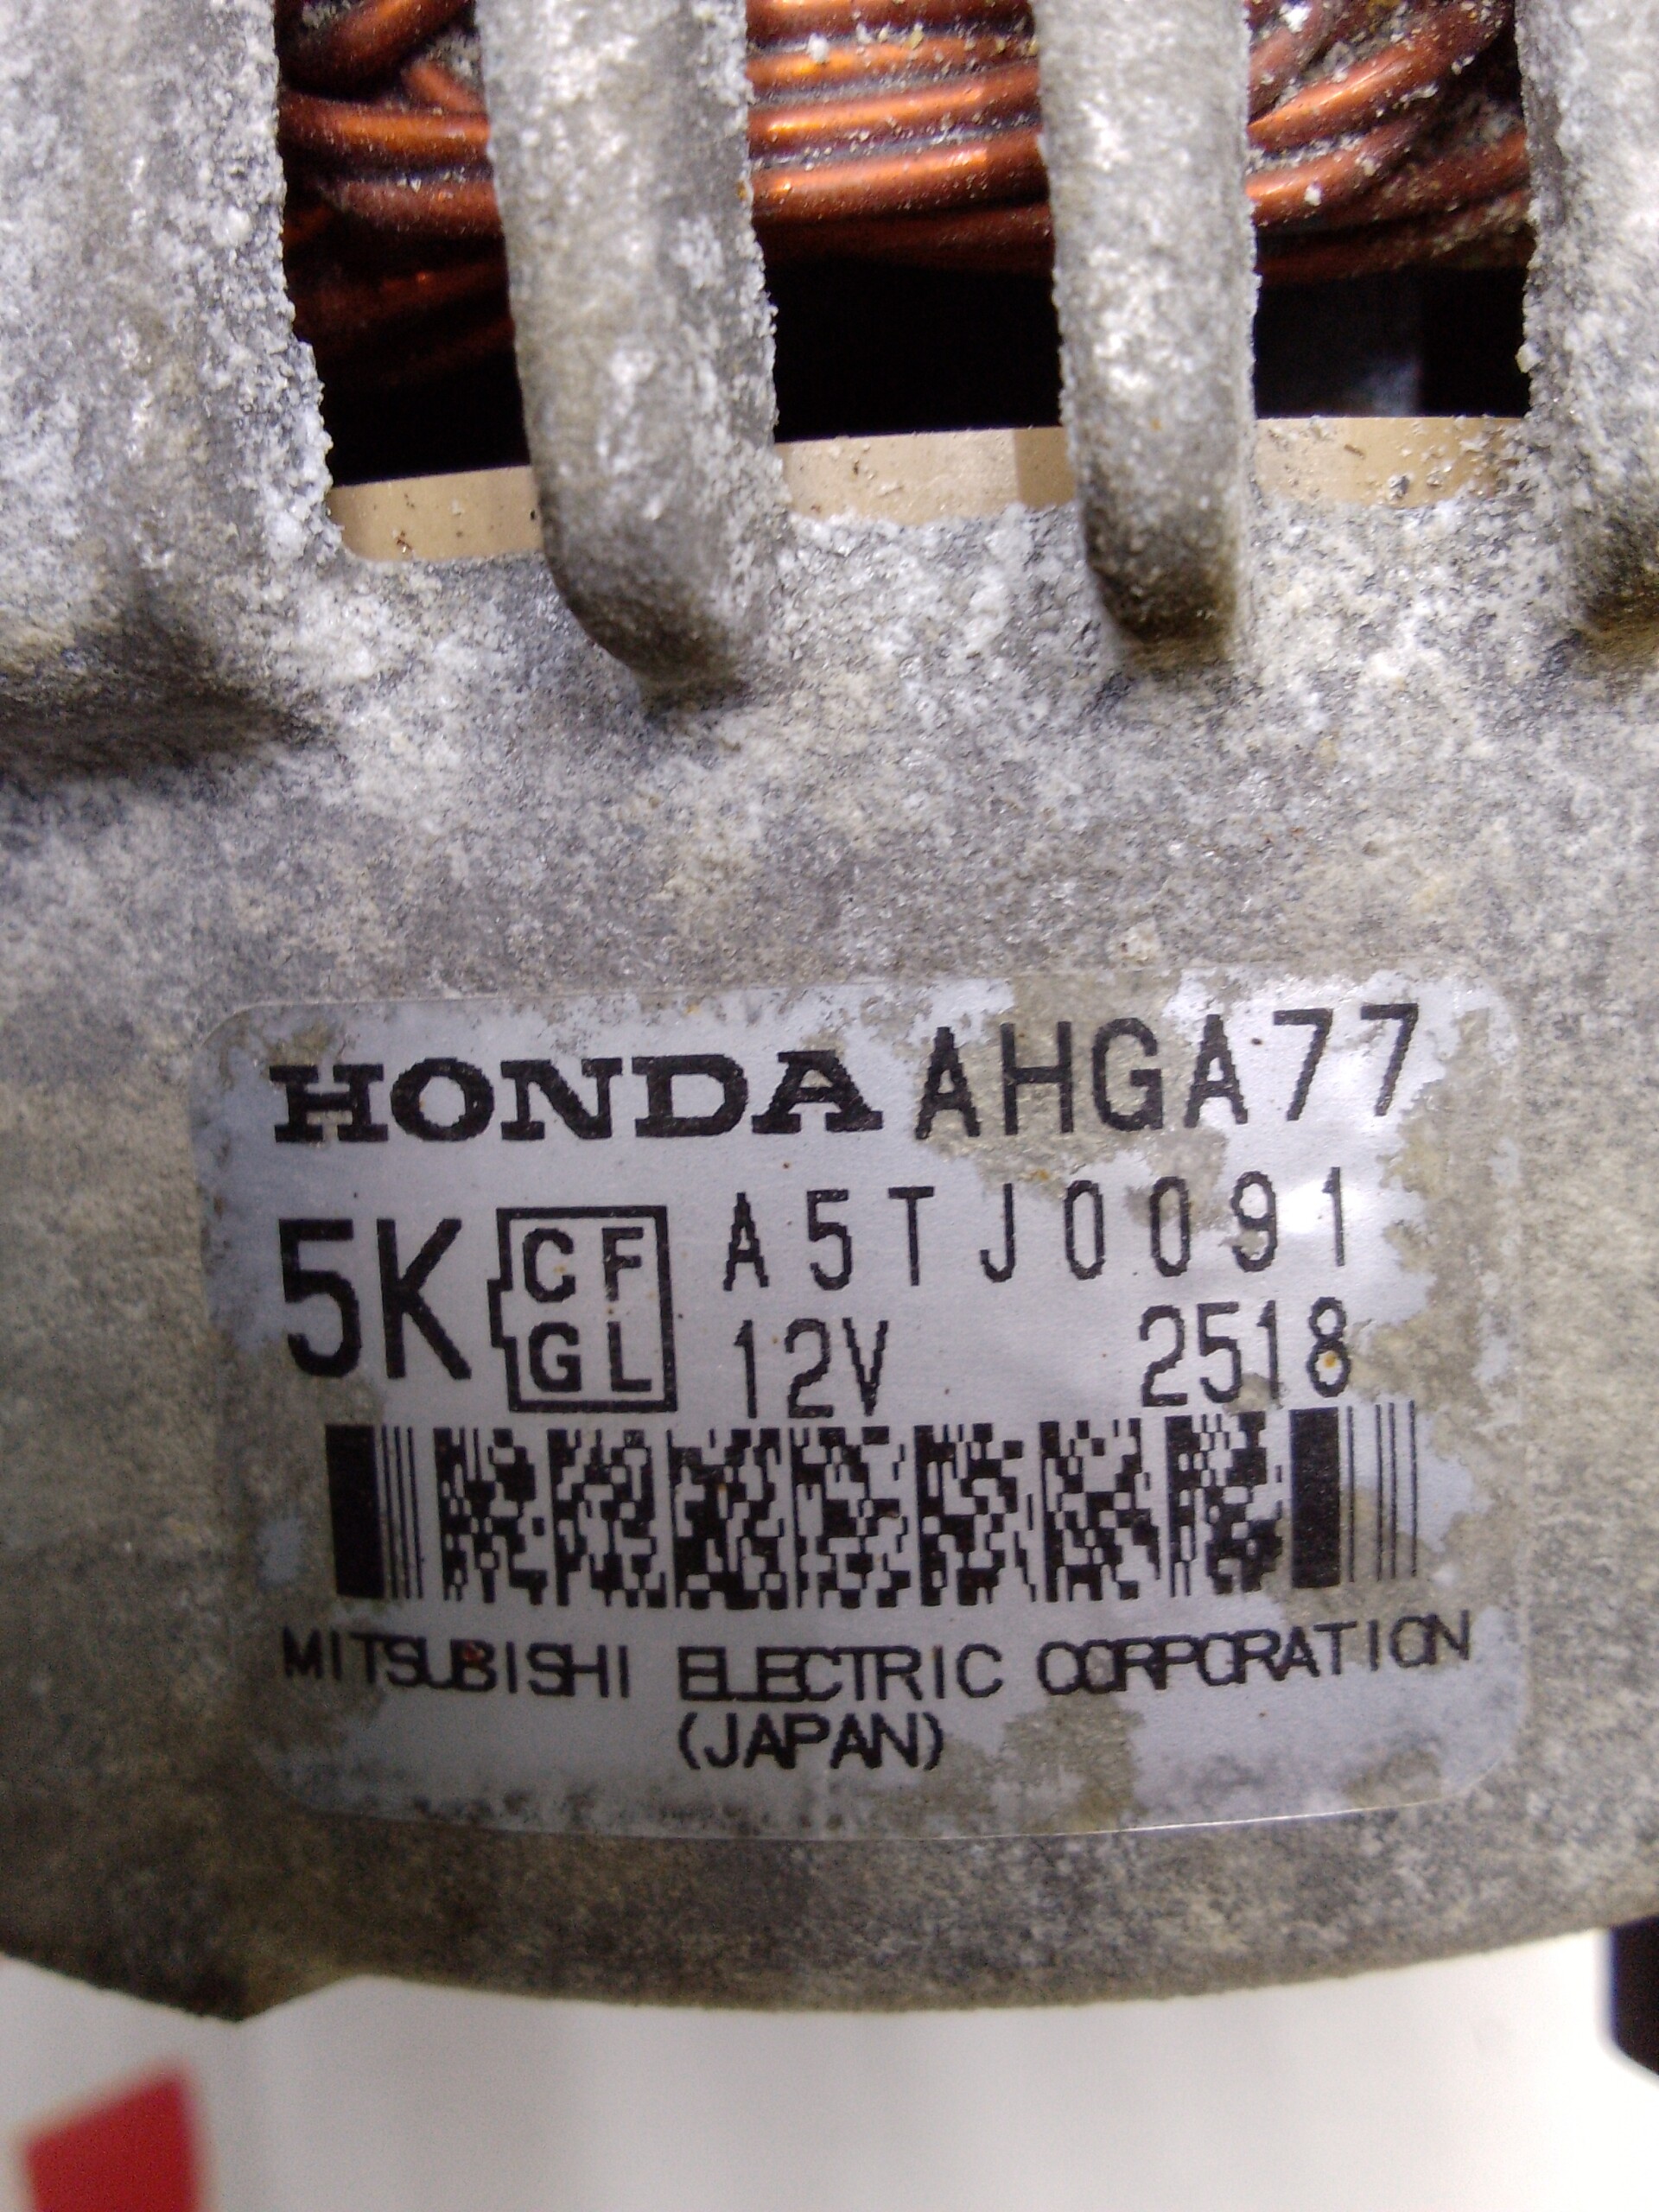 HONDA AHGA77
5K CF GL A5TJ0091
12V 2518
MITSUBISHI ELECTRIC CORPORATION
(JAPAN)